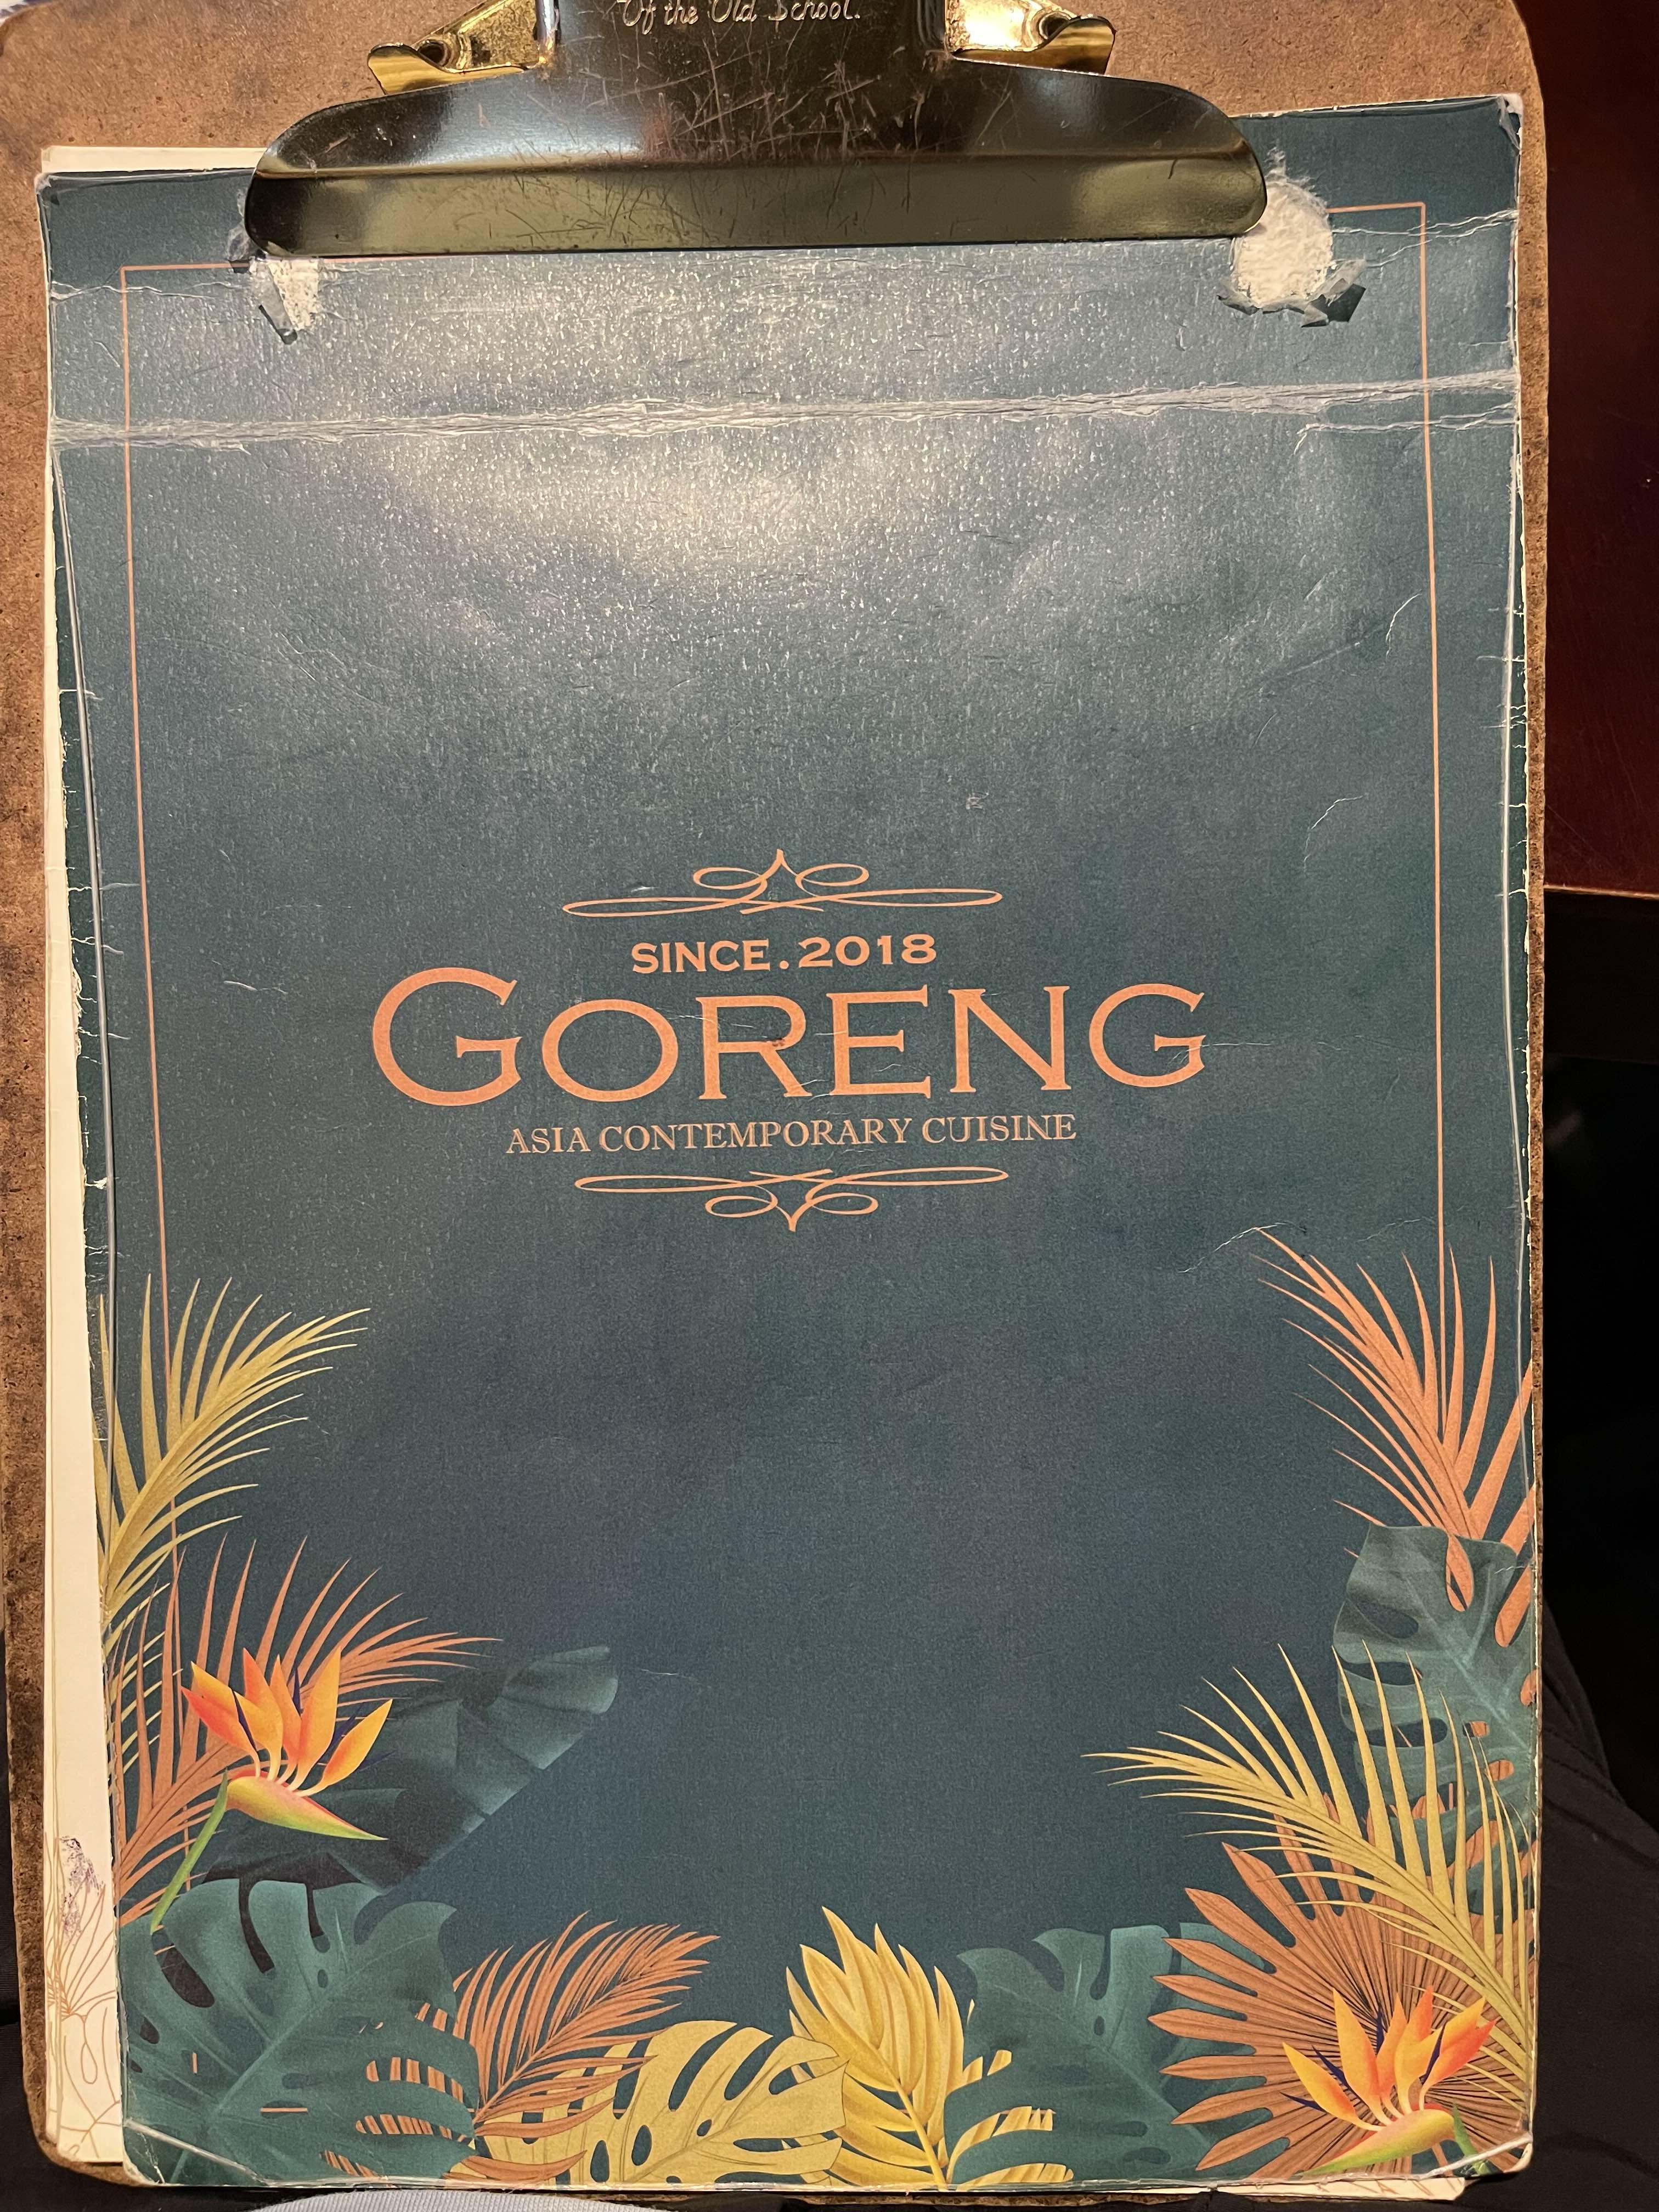 Of the Old School.
SINCE.2018
GORENG
ASIA CONTEMPORARY CUISINE